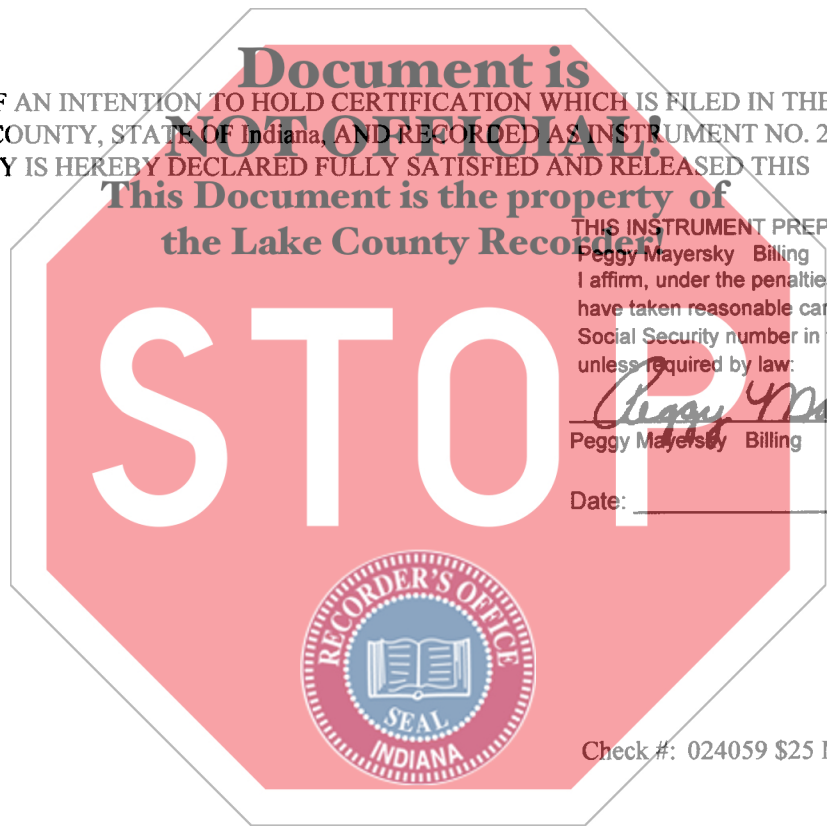 Document is
F AN INTENTION TO HOLD CERTIFICATION WHICH IS FILED IN THE
COUNTY, STATE OF Indiana, AND RECORDED AS INSTRUMENT NO. 2
NOT OFFICIAL!
Y IS HEREBY DECLARED FULLY SATISFIED AND RELEASED THIS
This Document is the property of
the Lake County Recorder!
THIS INSTRUMENT PREP
Peggy Mayersky Billing
I affirm, under the penaltie
have taken reasonable car
Social Security number in
unless required by law:
Peggy
Peggy Mayersky Billing
Date:
STOP
RECORDER'S OFFICE
SEAL
INDIANA
Check #: 024059 $25